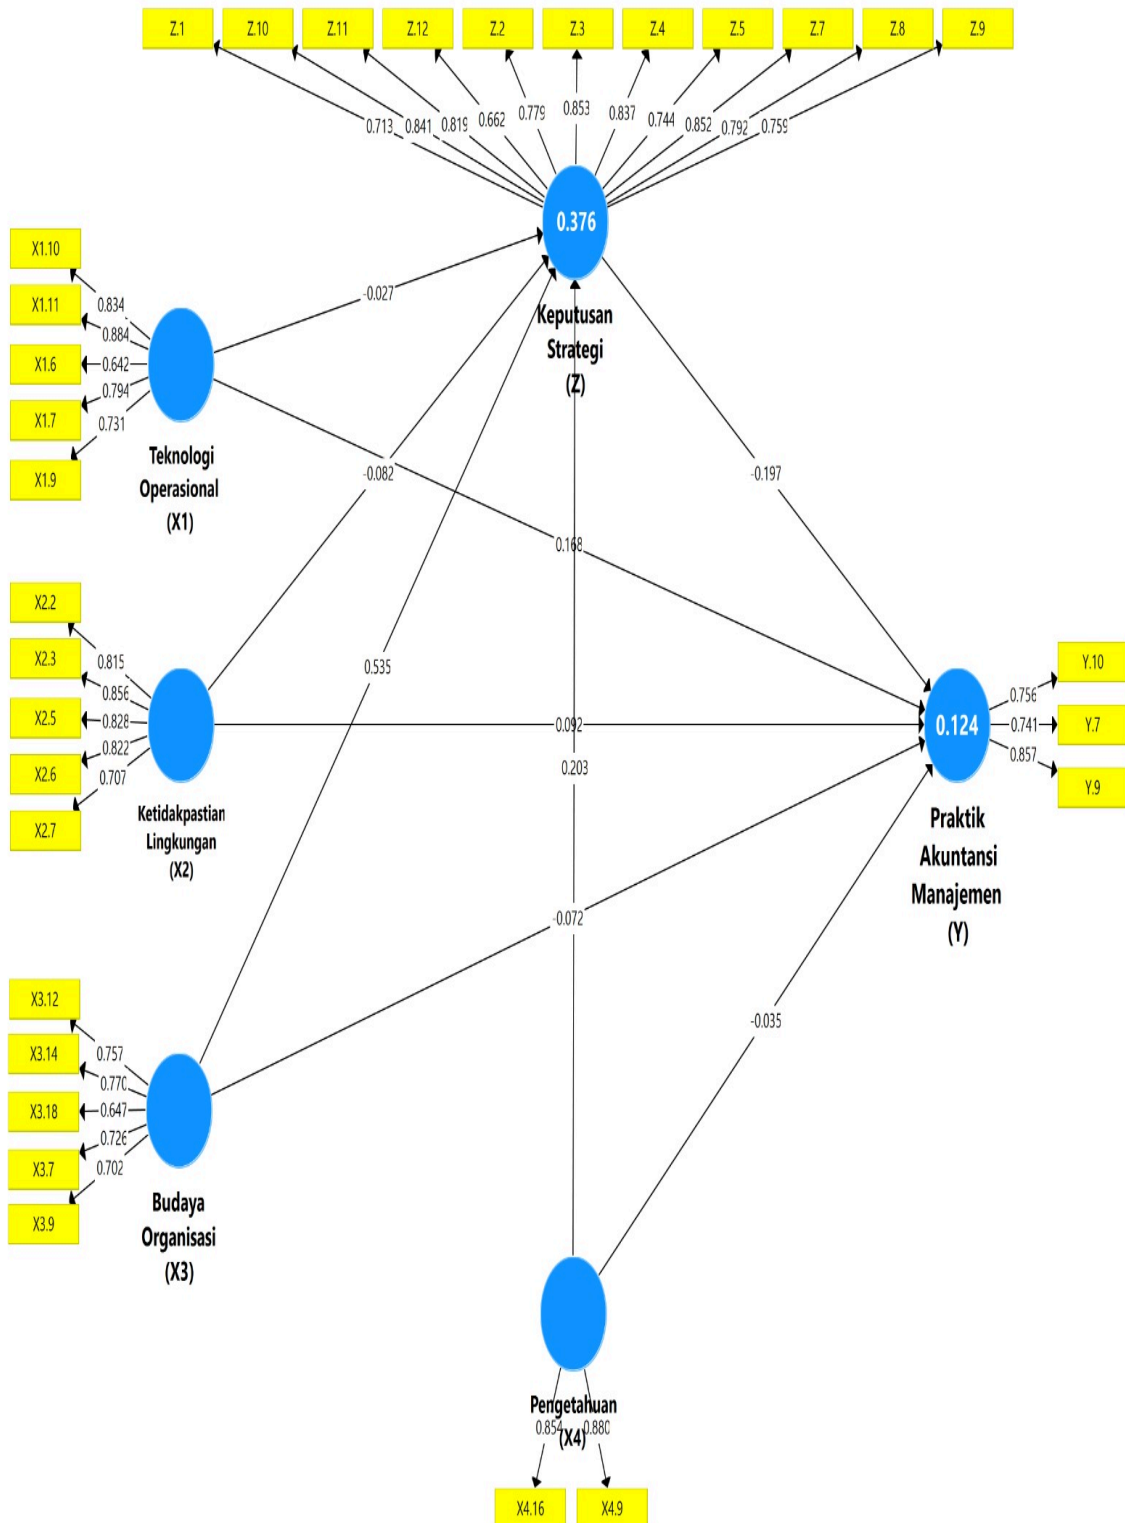 Z.1 Z.10 Z.11 Z.12 Z.2 Z.3 Z.4 Z.5 Z.7 Z.8 Z.9
0.713 0.841 0.819 0.662 0.779 0.853 0.837 0.744 0.852 0.792 0.759
0.376
Keputusan
Strategi
(Z)
X1.10
X1.11
X1.6
X1.7
X1.9
0.834
0.884
0.642
0.794
0.731
Teknologi
Operasional
(X1)
-0.027
-0.082
0.168
-0.197
X2.2
X2.3
X2.5
X2.6
X2.7
0.815
0.856
0.828
0.822
0.707
Ketidakpastian
Lingkungan
(X2)
0.535
0.092
0.203
-0.072
-0.035
0.124
Praktik
Akuntansi
Manajemen
(Y)
0.756
0.741
0.857
Y.10
Y.7
Y.9
X3.12
X3.14
X3.18
X3.7
X3.9
0.757
0.770
0.647
0.726
0.702
Budaya
Organisasi
(X3)
Pengetahuan
(X4)
0.854 0.880
X4.16 X4.9